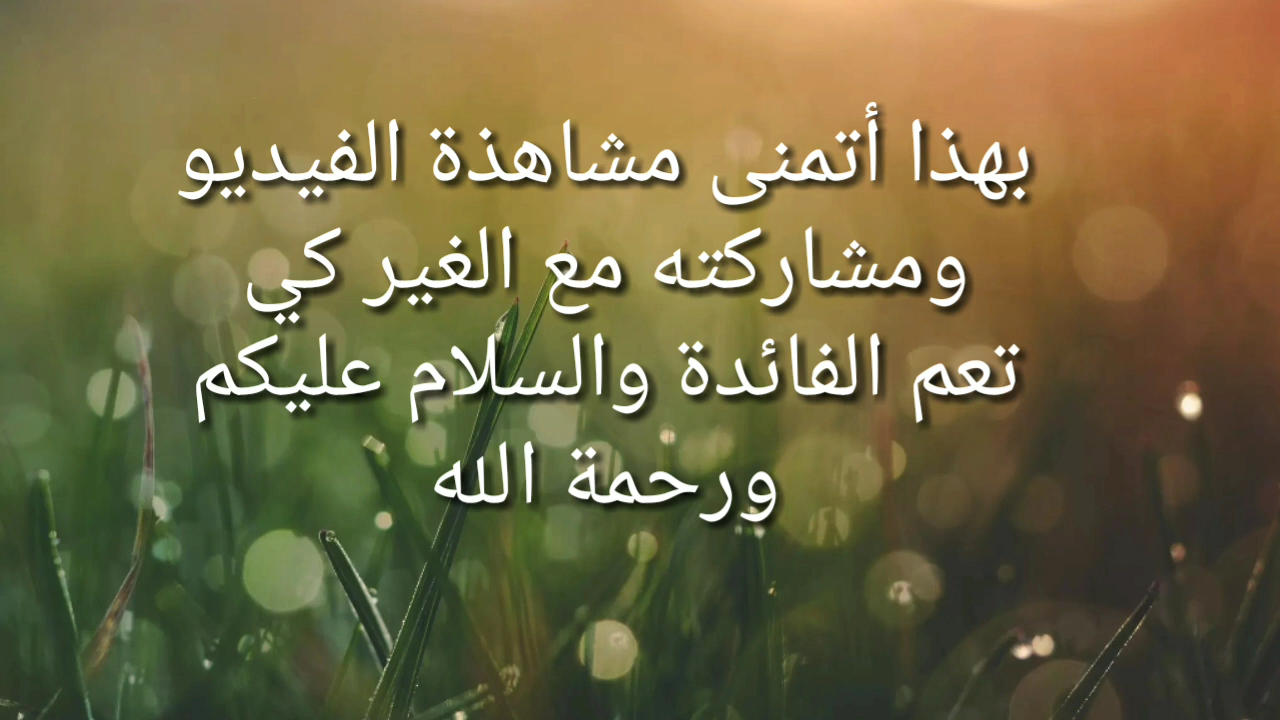 بهذا أتمنى مشاهذة الفيديو
ومشاركته مع الغير كي
تعم الفائدة والسلام عليكم
ورحمة الله